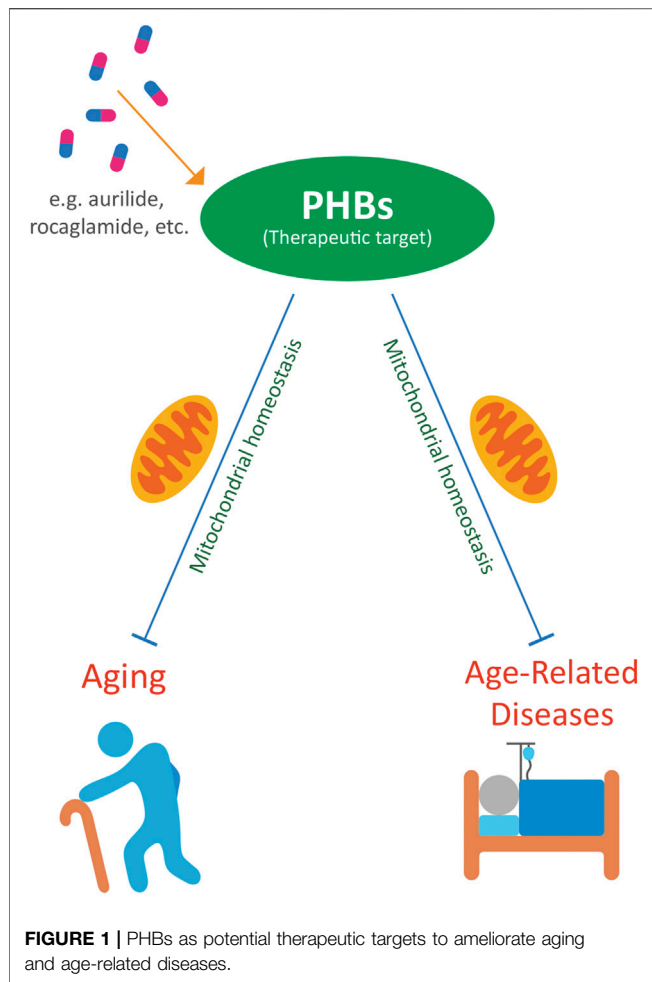 e.g. aurilide,
rocaglamide, etc.
PHBs
(Therapeutic target)
Mitochondrial homeostasis
Mitochondrial homeostasis
Aging
Age-Related
Diseases
FIGURE 1 | PHBs as potential therapeutic targets to ameliorate aging
and age-related diseases.